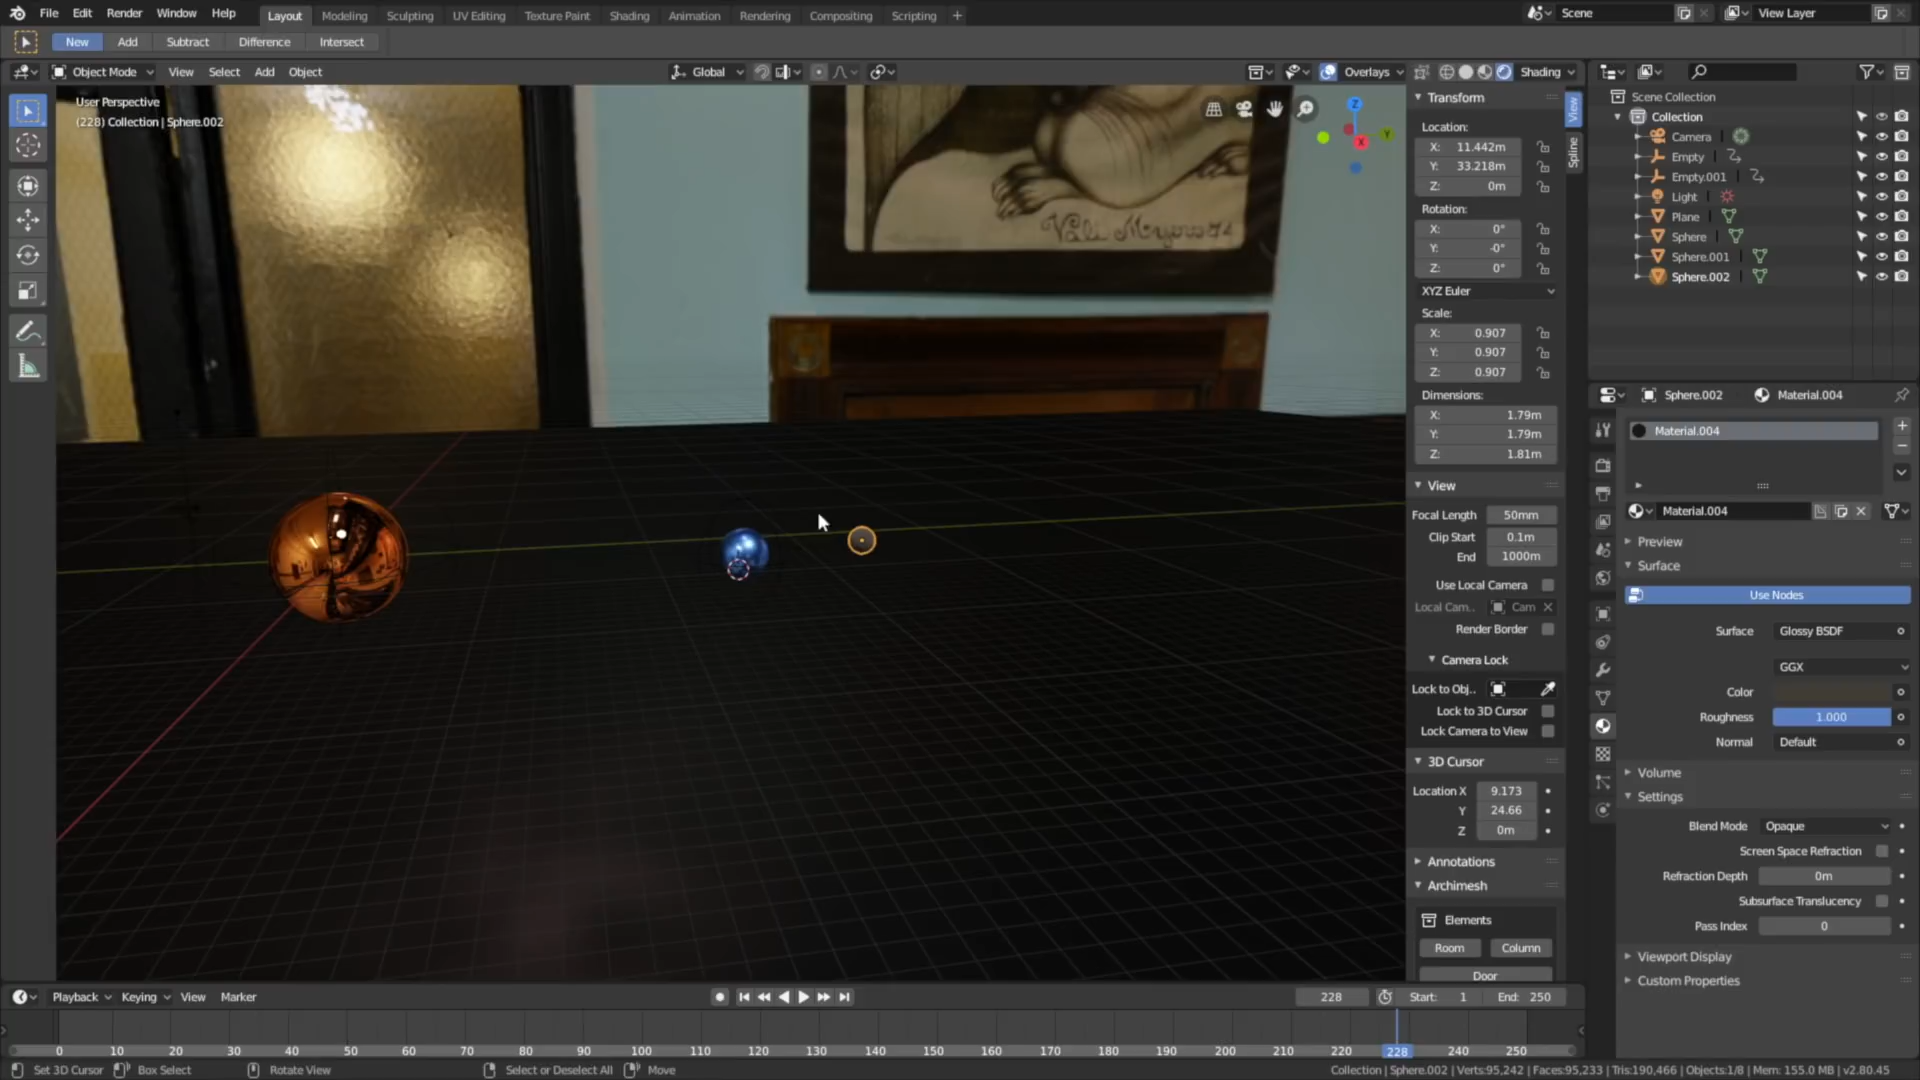 File Edit Render Window Help Layout Modeling Sculpting UV Editing Texture Paint Shading Animation Rendering Compositing Scripting + Scene View Layer
New Add Subtract Difference Intersect
Object Mode View Select Add Object Global Overlays Shading
User Perspective
(228) Collection | Sphere.002
Z
Y
X
Vali
View
Spline
Transform
Location:
X: 11.442m
Y: 33.218m
Z: 0m
Rotation:
X: 0°
Y: -0°
Z: 0°
XYZ Euler
Scale:
X: 0.907
Y: 0.907
Z: 0.907
Dimensions:
X: 1.79m
Y: 1.79m
Z: 1.81m
View
Focal Length 50mm
Clip Start 0.1m
End 1000m
Use Local Camera
Local Cam.. Cam
Render Border
Camera Lock
Lock to Obj..
Lock to 3D Cursor
Lock Camera to View
3D Cursor
Location X 9.173
Y 24.66
Z 0m
Annotations
Archimesh
Elements
Room Column
Door
Scene Collection
Collection
Camera
Empty
Empty.001
Light
Plane
Sphere
Sphere.001
Sphere.002
Sphere.002 Material.004
Material.004
Material.004
Preview
Surface
Use Nodes
Surface Glossy BSDF
GGX
Color
Roughness 1.000
Normal Default
Volume
Settings
Blend Mode Opaque
Screen Space Refraction
Refraction Depth 0m
Subsurface Translucency
Pass Index 0
Viewport Display
Custom Properties
Playback Keying View Marker 228 Start: 1 End: 250
0 10 20 30 40 50 60 70 80 90 100 110 120 130 140 150 160 170 180 190 200 210 220 228 240 250
Set 3D Cursor Box Select Rotate View Select or Deselect All Move Collection | Sphere.002 | Verts:95,242 | Faces:95,233 | Tris:190,466 | Objects:1/8 | Mem: 155.0 MB | v2.80.45